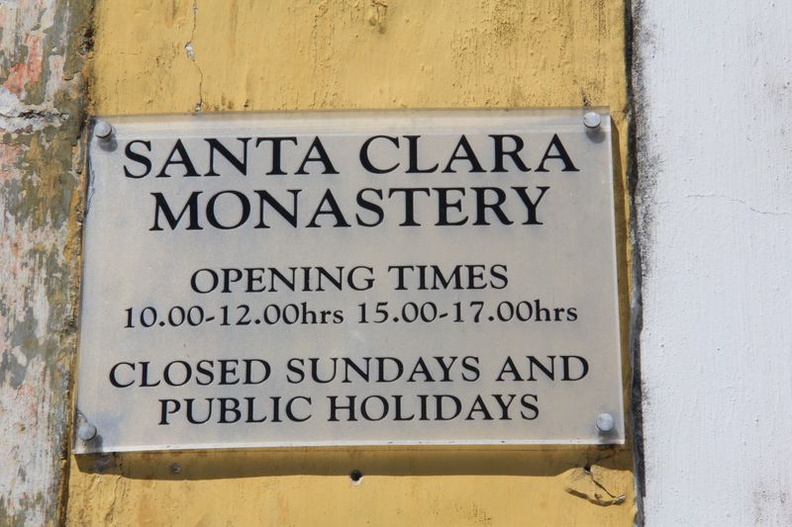 SANTA CLARA
MONASTERY
OPENING TIMES
10.00-12.00hrs 15.00-17.00hrs
CLOSED SUNDAYS AND
PUBLIC HOLIDAYS